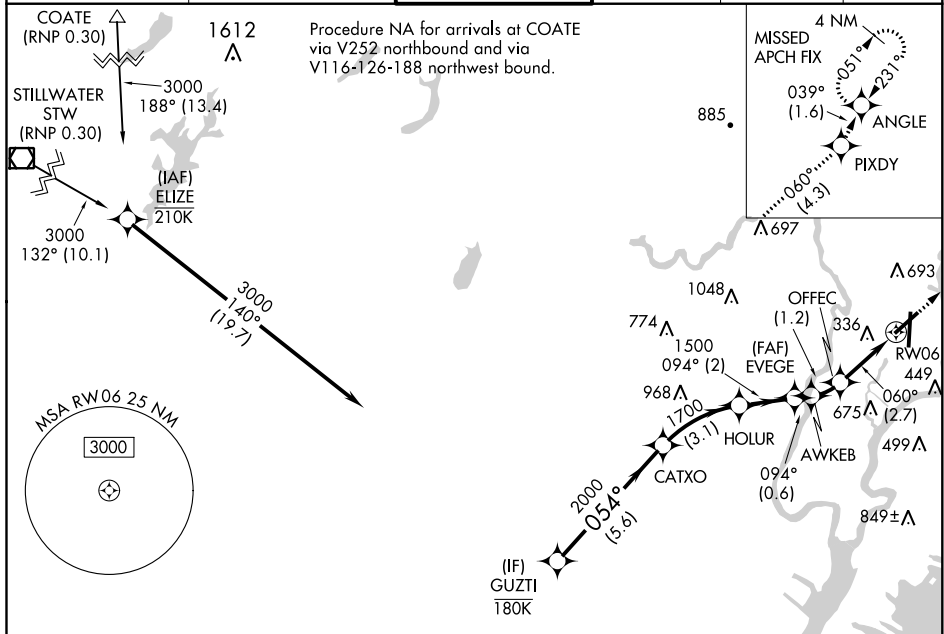 COATE
(RNP 0.30)
1612
Procedure NA for arrivals at COATE
via V252 northbound and via
V116-126-188 northwest bound.
3000
188° (13.4)
STILLWATER
STW
(RNP 0.30)
(IAF)
ELIZE
210K
3000
132° (10.1)
3000
140°
(19.7)
885
4 NM
MISSED
APCH FIX
051°
231°
039°
(1.6)
ANGLE
PIXDY
060°
(4.3)
697
693
1048
OFFEC
(1.2)
336
774
1500
094° (2)
(FAF)
EVEGE
RW06
449
968
1700
(3.1)
HOLUR
675
060°
(2.7)
AWKEB
499
CATXO
094°
(0.6)
849±
2000
054°
(5.6)
(IF)
GUZTI
180K
MSA RW06 25 NM
3000